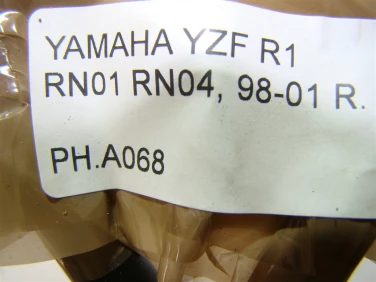 YAMAHA YZF R1
RN01 RN04, 98-01 R.
PH.A068